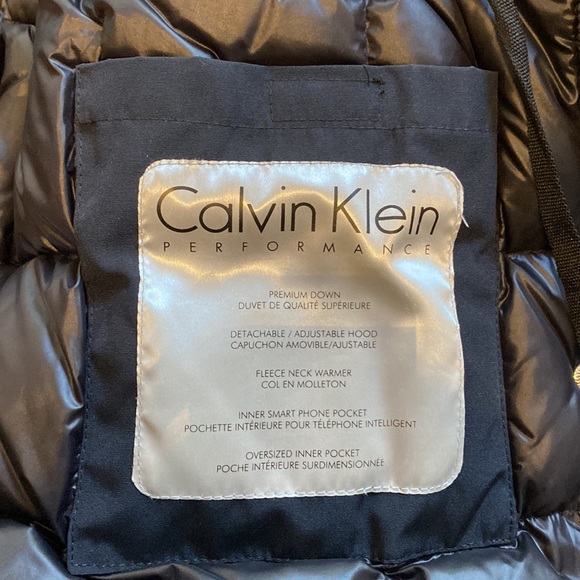 Calvin Klein
PERFORMANCE
PREMIUM DOWN
DUVET DE QUALITÉ SUPÉRIEURE
DETACHABLE / ADJUSTABLE HOOD
CAPUCHON AMOVIBLE/AJUSTABLE
FLEECE NECK WARMER
COL EN MOLLETON
INNER SMART PHONE POCKET
POCHETTE INTÉRIEURE POUR TÉLÉPHONE INTELLIGENT
OVERSIZED INNER POCKET
POCHE INTÉRIEURE SURDIMENSIONNÉE